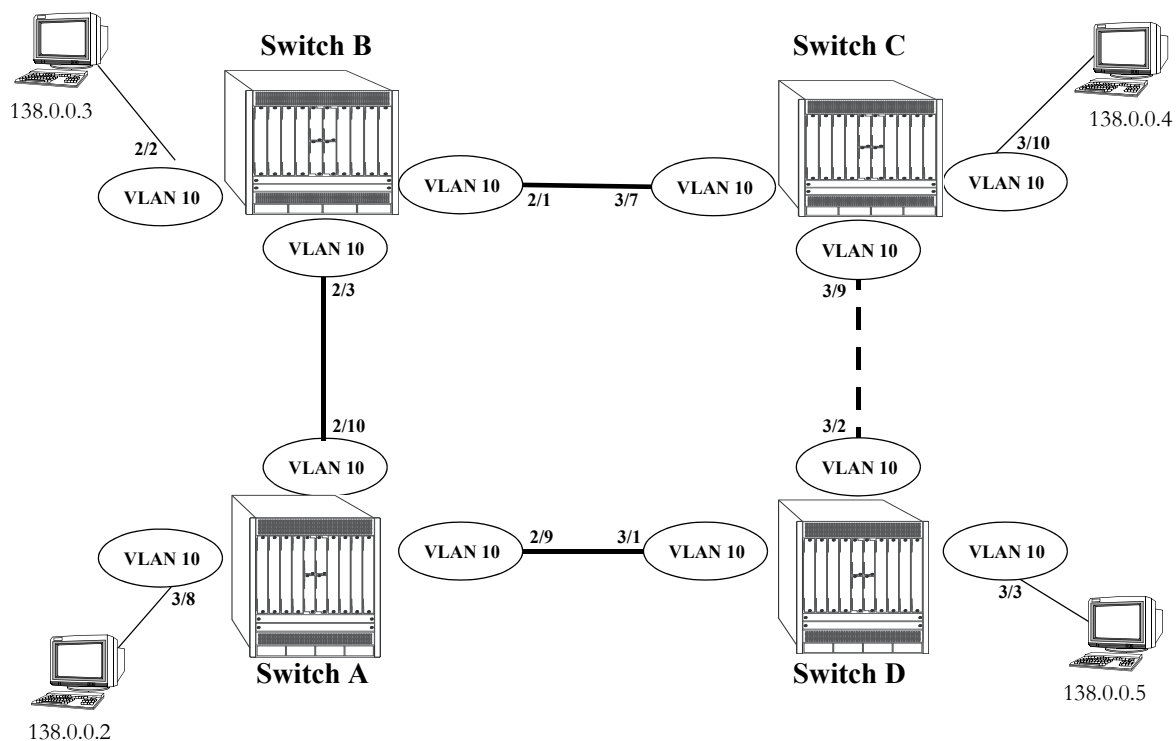 Switch B
Switch C
138.0.0.3
138.0.0.4
2/2
3/10
VLAN 10
VLAN 10
2/1
3/7
VLAN 10
VLAN 10
VLAN 10
VLAN 10
2/3
3/9
2/10
3/2
VLAN 10
VLAN 10
VLAN 10
VLAN 10
2/9
3/1
VLAN 10
VLAN 10
3/8
3/3
Switch A
Switch D
138.0.0.2
138.0.0.5